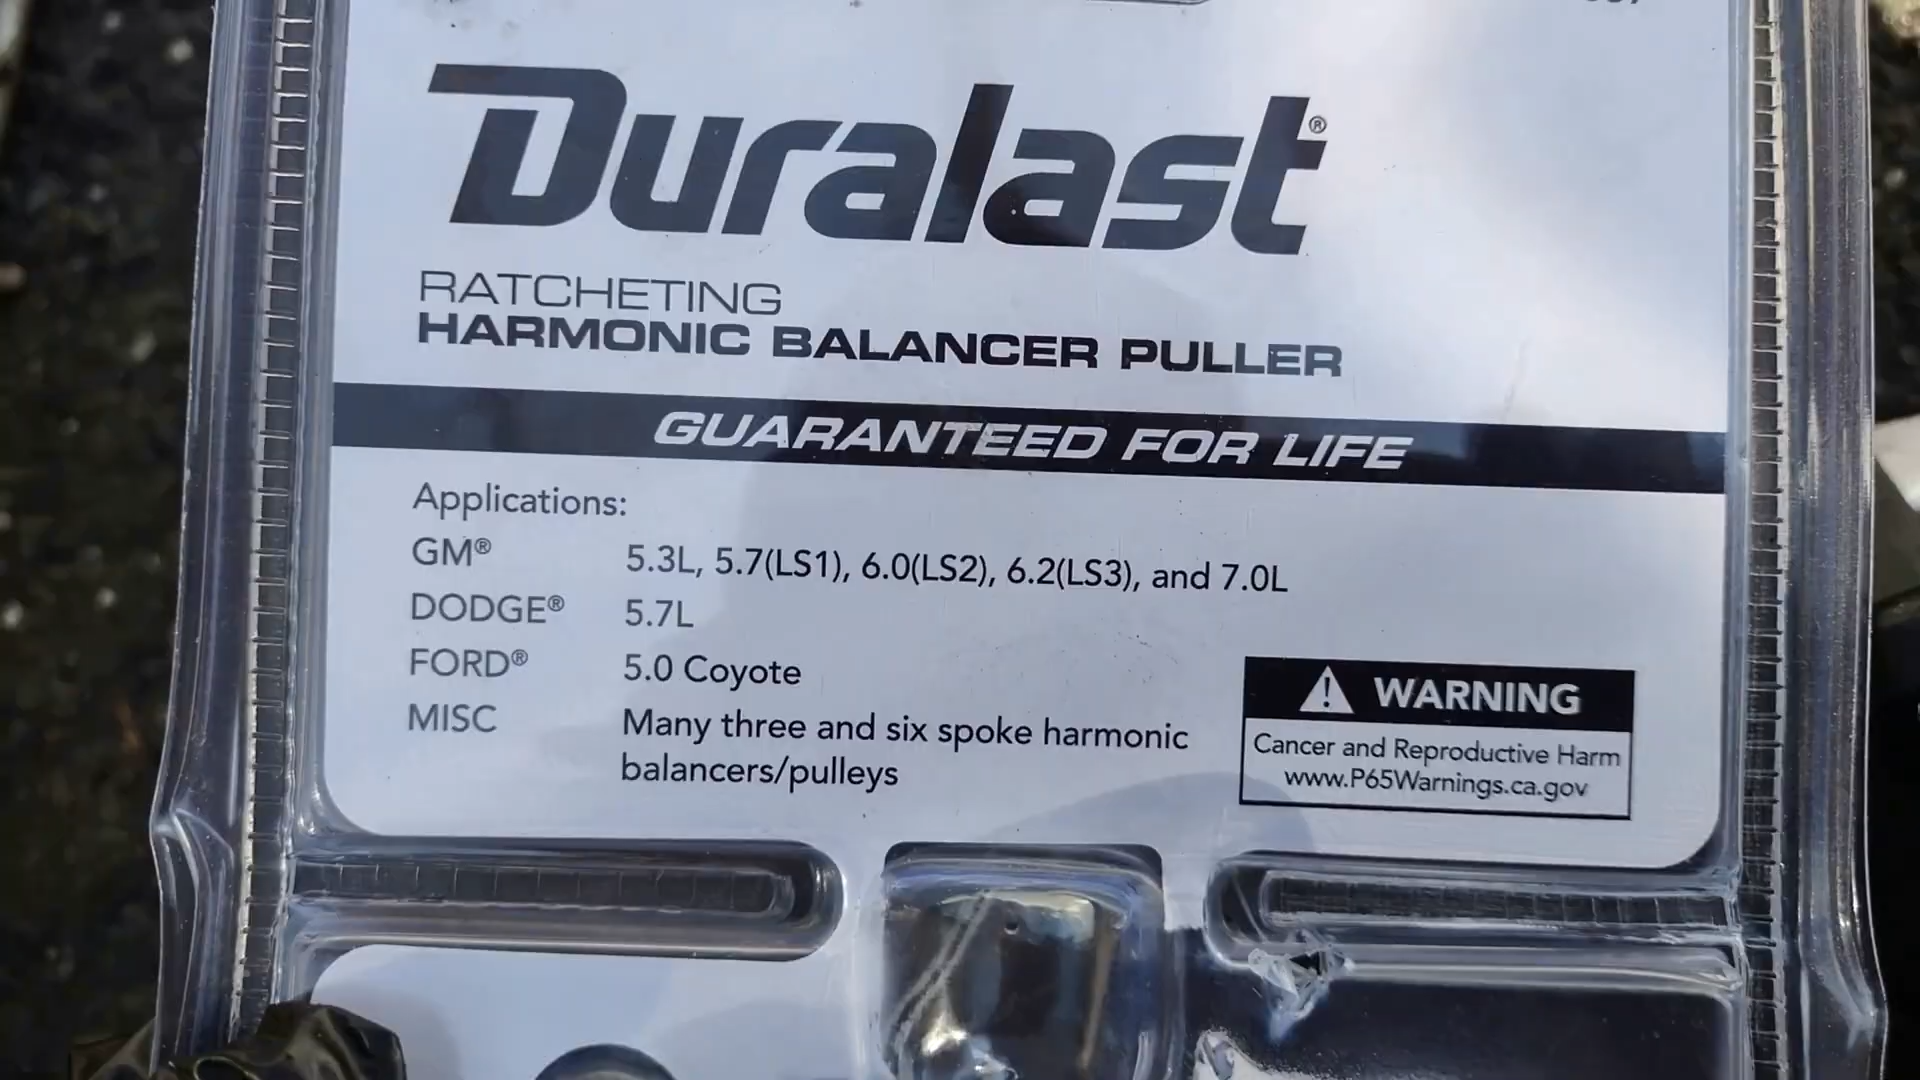 Duralast®
RATCHETING
HARMONIC BALANCER PULLER
GUARANTEED FOR LIFE
Applications:
GM® 5.3L, 5.7(LS1), 6.0(LS2), 6.2(LS3), and 7.0L
DODGE® 5.7L
FORD® 5.0 Coyote
MISC Many three and six spoke harmonic
balancers/pulleys
WARNING
Cancer and Reproductive Harm
www.P65Warnings.ca.gov